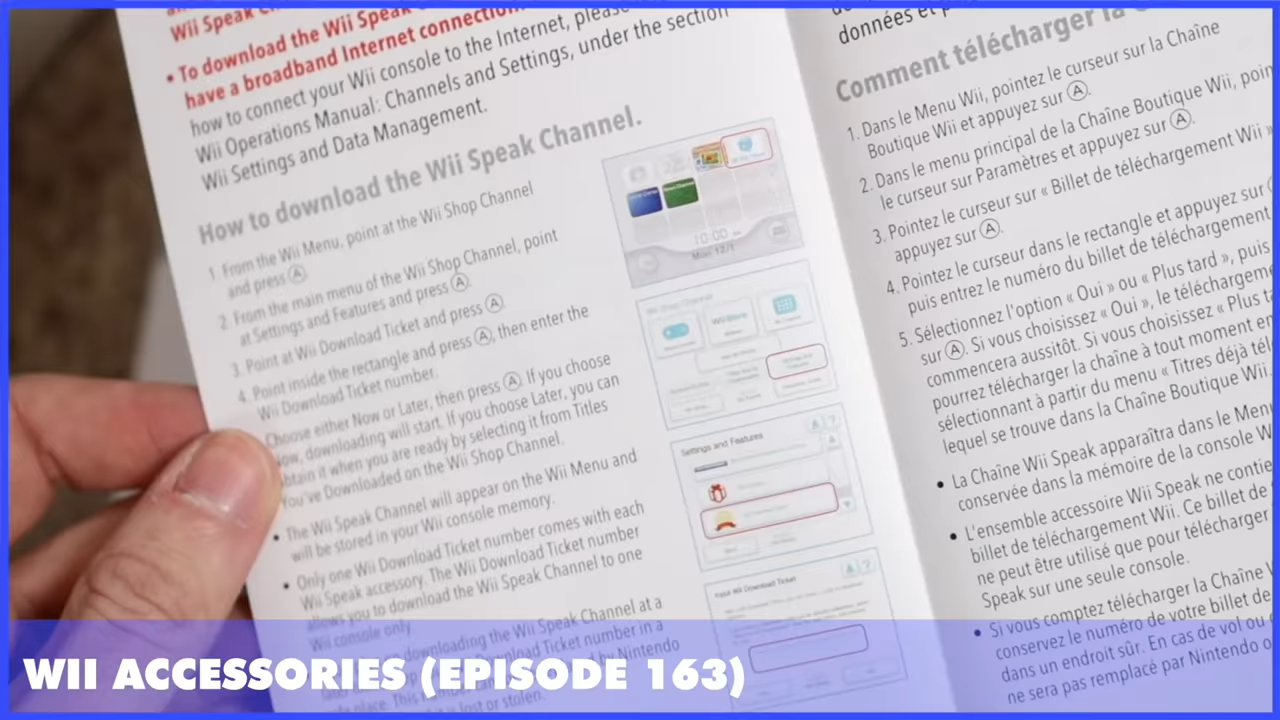 Wii Speak
• To download the Wii Speak
have a broadband Internet connection.
how to connect your Wii console to the Internet, please
Wii Operations Manual: Channels and Settings, under the section
Wii Settings and Data Management.
How to download the Wii Speak Channel.
1. From the Wii Menu, point at the Wii Shop Channel
and press Ⓐ.
2. From the main menu of the Wii Shop Channel, point
at Settings and Features and press Ⓐ.
3. Point at Wii Download Ticket and press Ⓐ.
4. Point inside the rectangle and press Ⓐ, then enter the
Wii Download Ticket number.
Choose either Now or Later, then press Ⓐ. If you choose
downloading will start. If you choose Later, you can
obtain it when you are ready by selecting it from Titles
You've Downloaded on the Wii Shop Channel.
• The Wii Speak Channel will appear on the Wii Menu and
will be stored in your Wii console memory.
• Only one Wii Download Ticket number comes with each
Wii Speak accessory. The Wii Download Ticket number
allows you to download the Wii Speak Channel to one
Wii console only.
downloading the Wii Speak Channel at a
Download Ticket number in a
by Nintendo
it is lost or stolen.
10:00
Mon 12/1
Wii Shop Channel
Settings and Features
Wii Download Ticket
données et
Comment télécharger la
1. Dans le Menu Wii, pointez le curseur sur la Chaîne
Boutique Wii et appuyez sur Ⓐ.
2. Dans le menu principal de la Chaîne Boutique Wii,
le curseur sur Paramètres et appuyez sur Ⓐ.
3. Pointez le curseur sur « Billet de téléchargement Wii »
appuyez sur Ⓐ.
4. Pointez le curseur dans le rectangle et appuyez sur
puis entrez le numéro du billet de téléchargement
5. Sélectionnez l'option « Oui » ou « Plus tard », puis
sur Ⓐ. Si vous choisissez « Oui », le
commencera aussitôt. Si vous choisissez « Plus
pourrez télécharger la chaîne à tout moment en
sélectionnant à partir du menu « Titres déjà
lequel se trouve dans la Chaîne Boutique Wii.
• La Chaîne Wii Speak apparaîtra dans le Menu
conservée dans la mémoire de la console
• L'ensemble accessoire Wii Speak ne
billet de téléchargement Wii. Ce billet de
ne peut être utilisé que pour télécharger
Speak sur une seule console.
• Si vous comptez télécharger la Chaîne
conservez le numéro de votre billet de
dans un endroit sûr. En cas de vol ou
ne sera pas remplacé par Nintendo
WII ACCESSORIES (EPISODE 163)